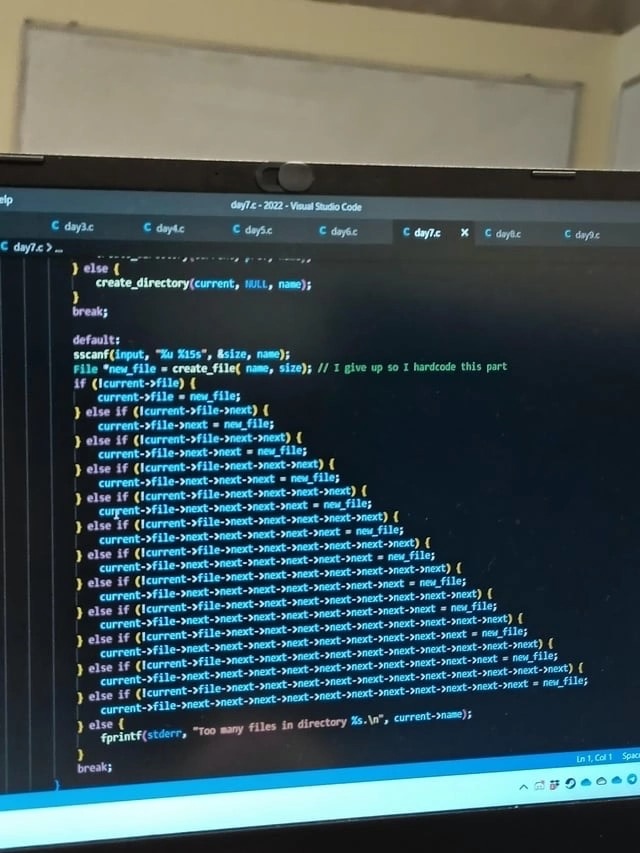 elp
day7.c - 2022 - Visual Studio Code
C day3.c C day4.c C day5.c C day6.c C day7.c X C day8.c C day9.c
C day7.c > ...
} else {
create_directory(current, NULL, name);
}
break;
default:
sscanf(input, "%u %15s", &size, name);
File *new_file = create_file( name, size); // I give up so I hardcode this part
if (!current->file) {
current->file = new_file;
} else if (!current->file->next) {
current->file->next = new_file;
} else if (!current->file->next->next) {
current->file->next->next = new_file;
} else if (!current->file->next->next->next) {
current->file->next->next->next = new_file;
} else if (!current->file->next->next->next->next) {
current->file->next->next->next->next = new_file;
} else if (!current->file->next->next->next->next->next) {
current->file->next->next->next->next->next = new_file;
} else if (!current->file->next->next->next->next->next->next) {
current->file->next->next->next->next->next->next = new_file;
} else if (!current->file->next->next->next->next->next->next->next) {
current->file->next->next->next->next->next->next->next = new_file;
} else if (!current->file->next->next->next->next->next->next->next->next) {
current->file->next->next->next->next->next->next->next->next = new_file;
} else if (!current->file->next->next->next->next->next->next->next->next->next) {
current->file->next->next->next->next->next->next->next->next->next = new_file;
} else if (!current->file->next->next->next->next->next->next->next->next->next->next) {
current->file->next->next->next->next->next->next->next->next->next->next = new_file;
} else if (!current->file->next->next->next->next->next->next->next->next->next->next->next) {
current->file->next->next->next->next->next->next->next->next->next->next->next = new_file;
} else {
fprintf(stderr, "Too many files in directory %s.\n", current->name);
}
break;
}
Ln 1, Col 1 Spac